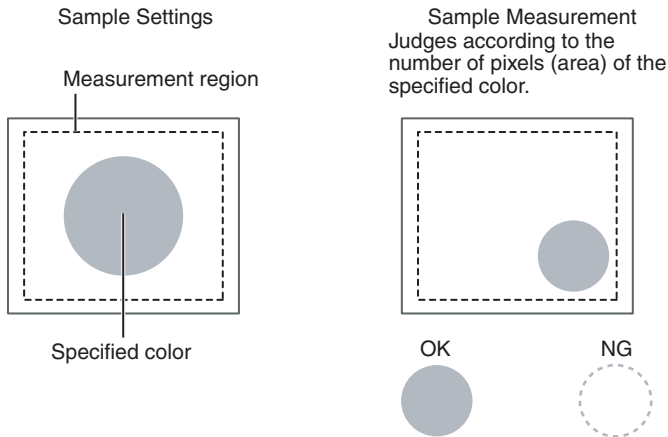 Sample Settings
Measurement region
Specified color
Sample Measurement
Judges according to the
number of pixels (area) of the
specified color.
OK
NG